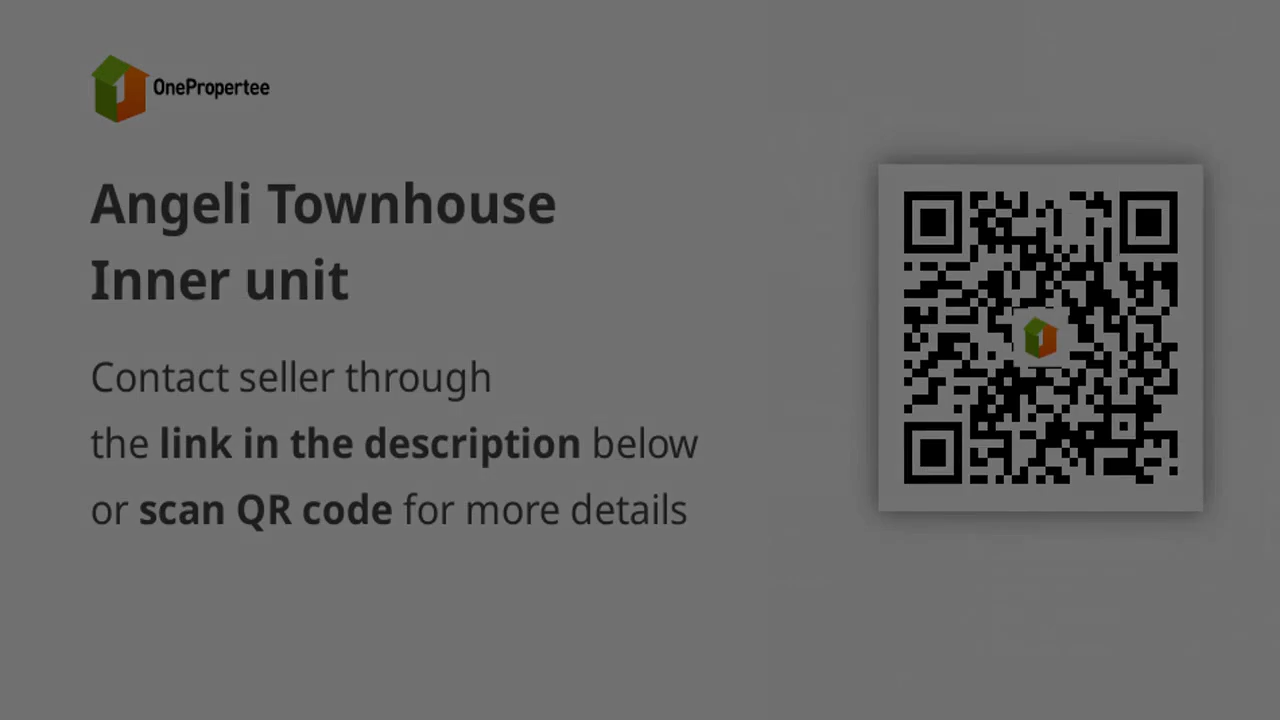 OnePropertee
Angeli Townhouse
Inner unit
Contact seller through
the link in the description below
or scan QR code for more details